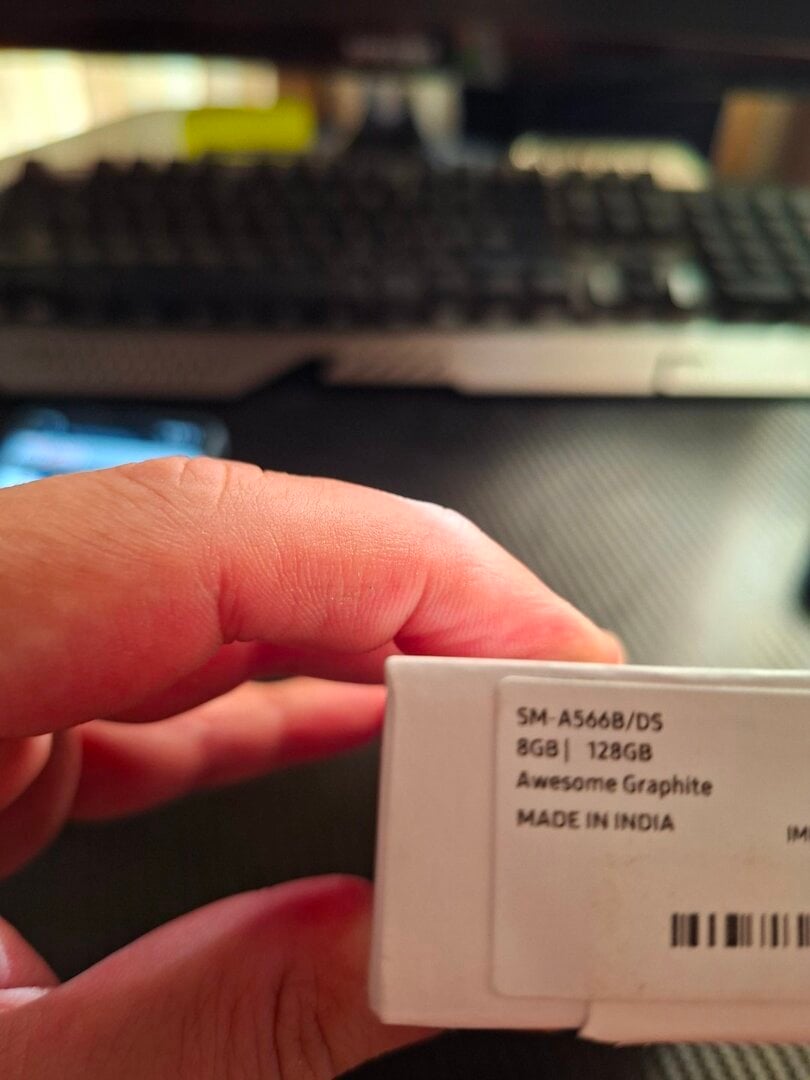 SM-A566B/DS
8GB | 128GB
Awesome Graphite
MADE IN INDIA